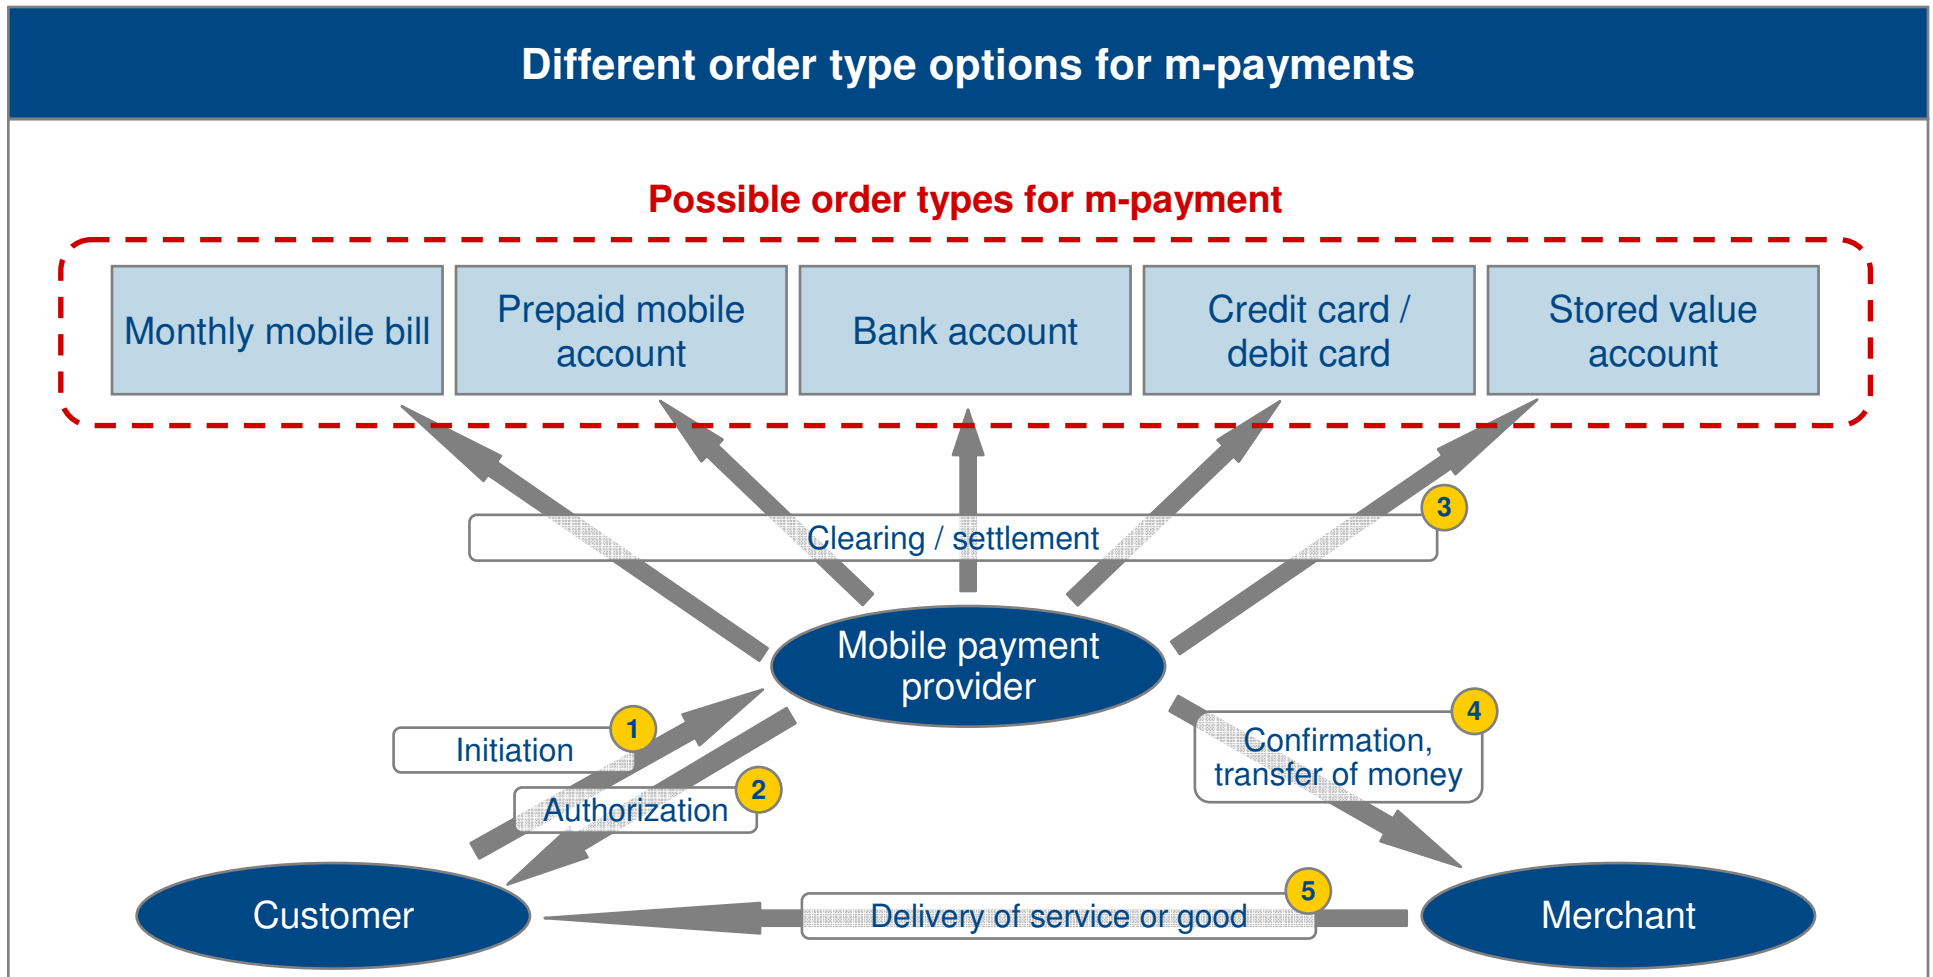 Different order type options for m-payments
Possible order types for m-payment
Monthly mobile bill
Prepaid mobile
account
Bank account
Credit card /
debit card
Stored value
account
3
Clearing / settlement
Mobile payment
provider
1
Initiation
2
Authorization
4
Confirmation,
transfer of money
Customer
5
Delivery of service or good
Merchant